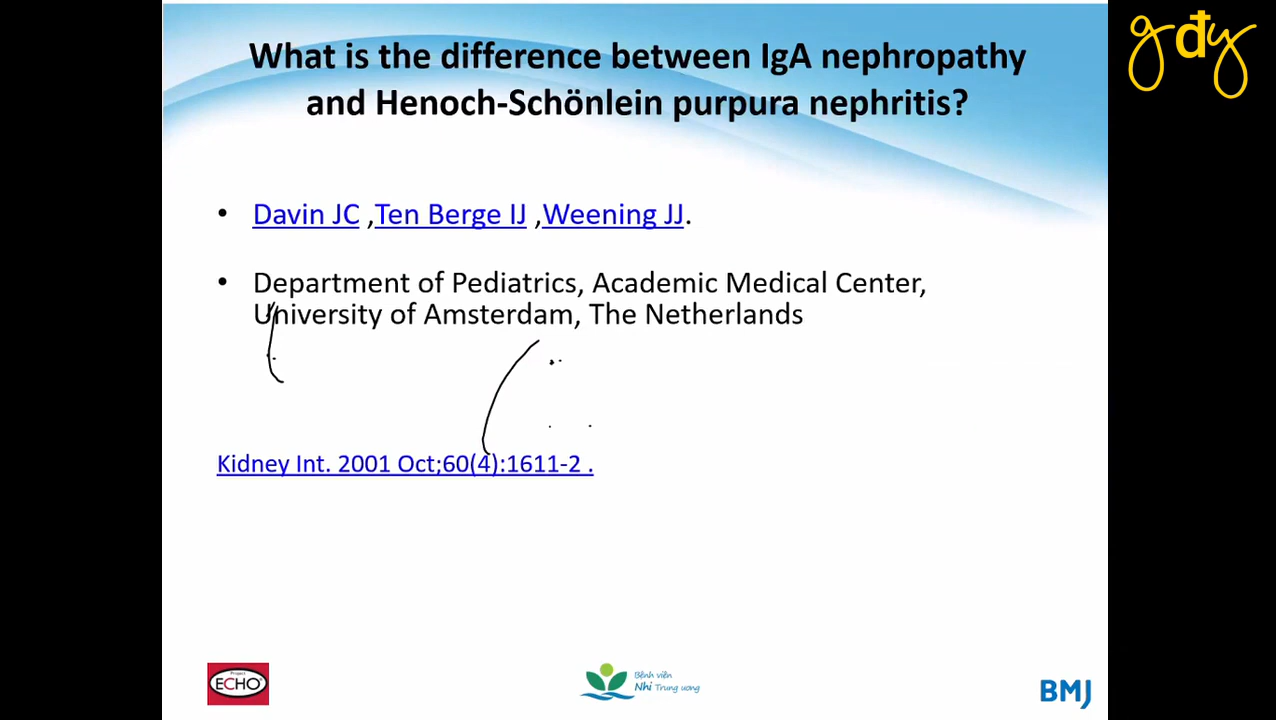 gđy
What is the difference between IgA nephropathy
and Henoch-Schönlein purpura nephritis?
• Davin JC ,Ten Berge IJ ,Weening JJ.
• Department of Pediatrics, Academic Medical Center,
University of Amsterdam, The Netherlands
Kidney Int. 2001 Oct;60(4):1611-2 .
Project
ECHO
Bệnh viện
Nhi Trung ương
BMJ